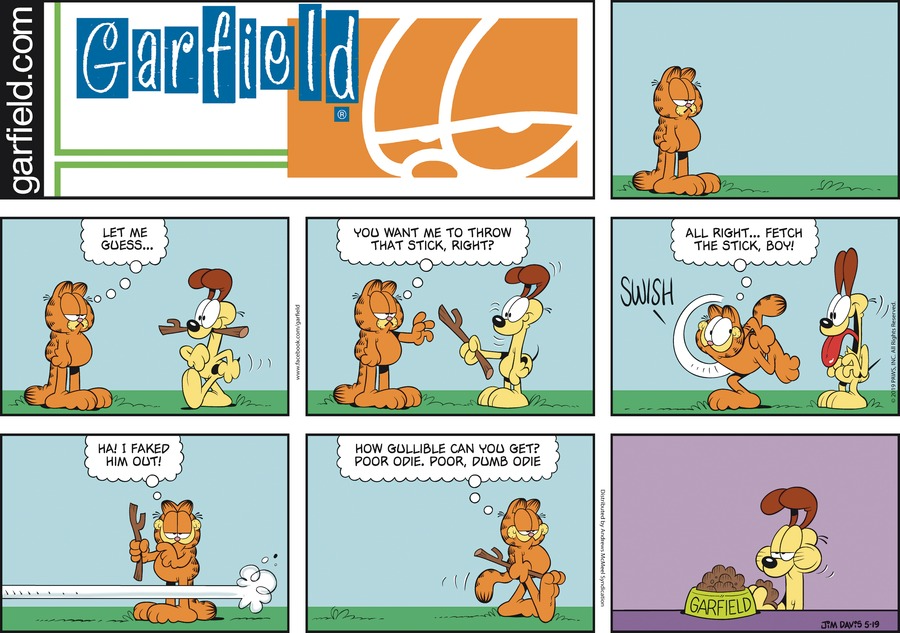 garfield.com
Garfield
®
LET ME
GUESS...
www.facebook.com/garfield
YOU WANT ME TO THROW
THAT STICK, RIGHT?
ALL RIGHT... FETCH
THE STICK, BOY!
SWISH
© 2019 PAWS, INC. All Rights Reserved.
HA! I FAKED
HIM OUT!
HOW GULLIBLE CAN YOU GET?
POOR ODIE. POOR, DUMB ODIE
Distributed by Andrews McMeel Syndication
GARFIELD
JIM DAVIS 5-19